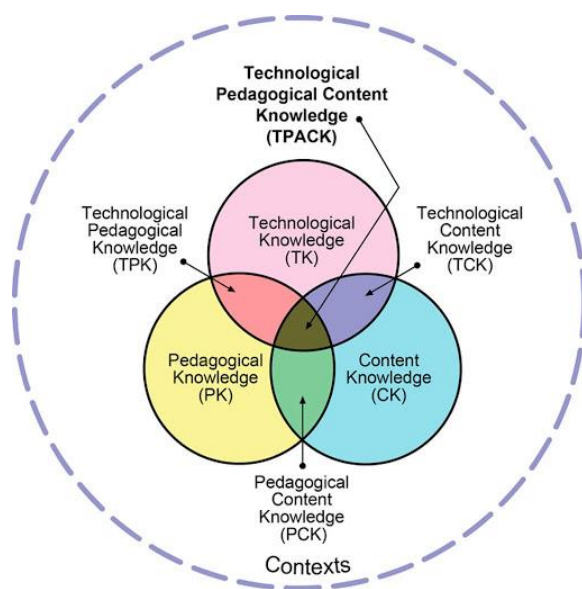 Technological
Pedagogical Content
Knowledge
(TPACK)
Technological
Pedagogical
Knowledge
(TPK)
Technological
Knowledge
(TK)
Technological
Content
Knowledge
(TCK)
Pedagogical
Knowledge
(PK)
Content
Knowledge
(CK)
Pedagogical
Content
Knowledge
(PCK)
Contexts